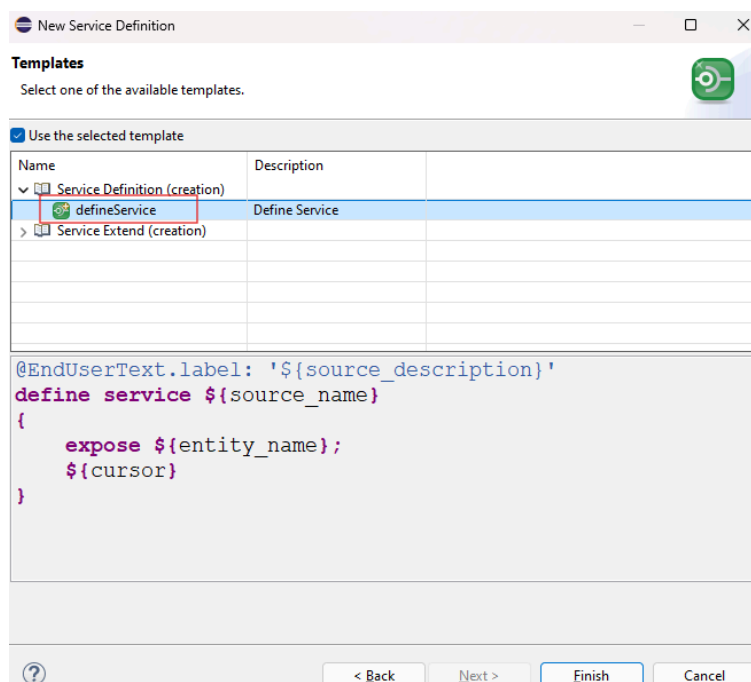 New Service Definition
Templates
Select one of the available templates.
Use the selected template
Name Description
Service Definition (creation)
defineService Define Service
Service Extend (creation)
@EndUserText.label: '${source_description}'
define service ${source_name}
{
    expose ${entity_name};
    ${cursor}
}
? < Back Next > Finish Cancel